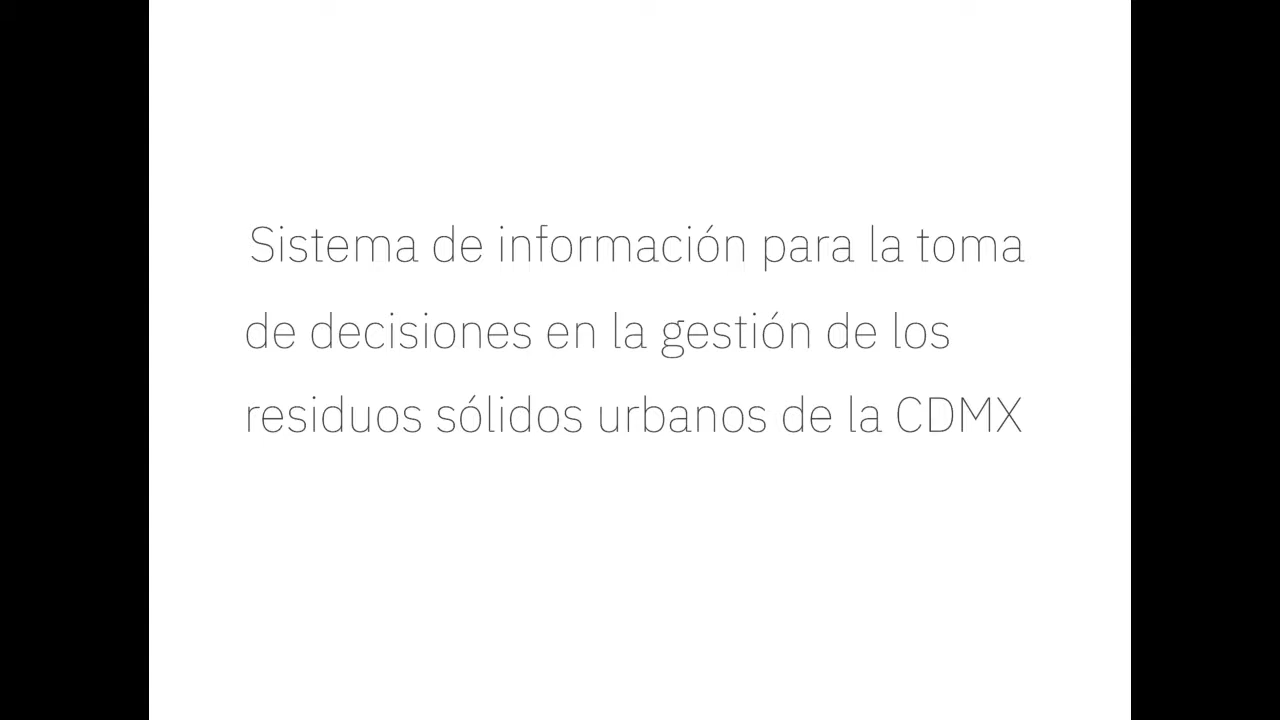 Sistema de información para la toma
de decisiones en la gestión de los
residuos sólidos urbanos de la CDMX